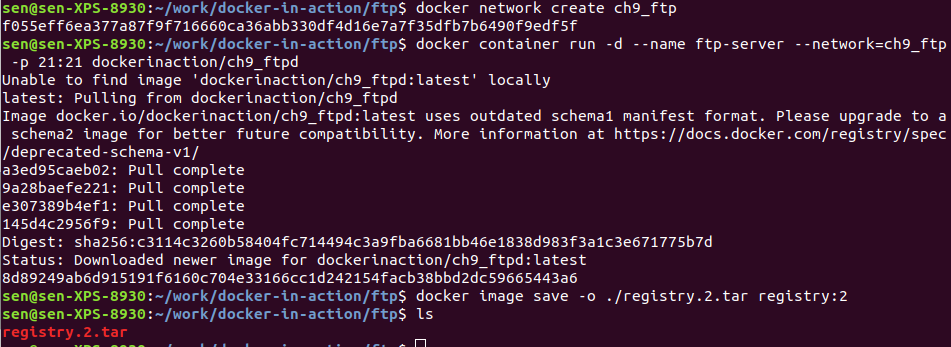 sen@sen-XPS-8930:~/work/docker-in-action/ftp$ docker network create ch9_ftp
f055eff6ea377a87f9f716660ca36abb330df4d16e7a7f35dfb7b6490f9edf5f
sen@sen-XPS-8930:~/work/docker-in-action/ftp$ docker container run -d --name ftp-server --network=ch9_ftp
-p 21:21 dockerinaction/ch9_ftpd
Unable to find image 'dockerinaction/ch9_ftpd:latest' locally
latest: Pulling from dockerinaction/ch9_ftpd
Image docker.io/dockerinaction/ch9_ftpd:latest uses outdated schema1 manifest format. Please upgrade to a
schema2 image for better future compatibility. More information at https://docs.docker.com/registry/spec
/deprecated-schema-v1/
a3ed95caeb02: Pull complete
9a28baefe221: Pull complete
e307389b4ef1: Pull complete
145d4c2956f9: Pull complete
Digest: sha256:c3114c3260b58404fc714494c3a9fba6681bb46e1838d983f3a1c3e671775b7d
Status: Downloaded newer image for dockerinaction/ch9_ftpd:latest
8d89249ab6d915191f6160c704e33166cc1d242154facb38bbd2dc59665443a6
sen@sen-XPS-8930:~/work/docker-in-action/ftp$ docker image save -o ./registry.2.tar registry:2
sen@sen-XPS-8930:~/work/docker-in-action/ftp$ ls
registry.2.tar
sen@sen-XPS-8930:~/work/docker-in-action/ftp$